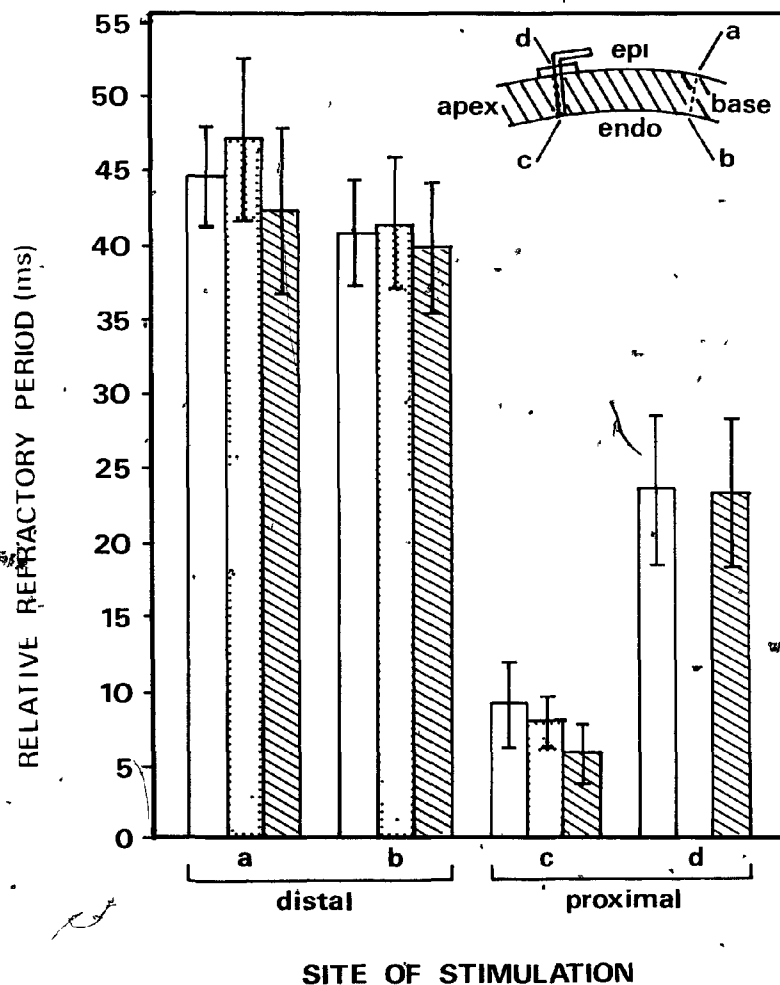 RELATIVE REFRACTORY PERIOD (ms)
55
50
45
40
35
30
25
20
15
10
5
0
d
epi
a
apex
base
endo
c
b
a
b
c
d
distal
proximal
SITE OF STIMULATION